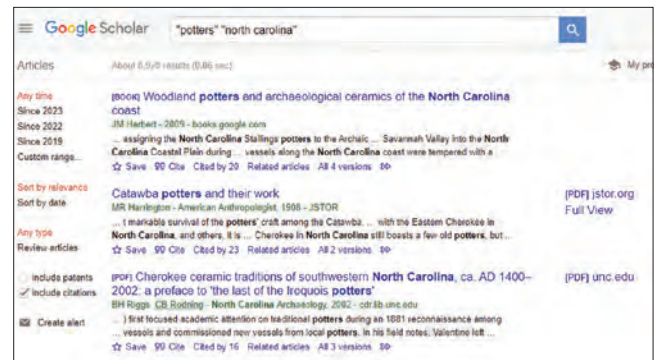 Google Scholar
"potters" "north carolina"
Articles
About 6,970 results (0.06 sec)
My pro
Any time
Since 2023
Since 2022
Since 2019
Custom range...
Sort by relevance
Sort by date
Any type
Review articles
include patents
include citations
Create alert
[BOOK] Woodland potters and archaeological ceramics of the North Carolina
coast
JM Herbert - 2009 - books.google.com
... assigning the North Carolina Stallings potters to the Archaic ... Savannah Valley into the North
Carolina Coastal Plain during ... vessels along the North Carolina coast were tempered with a ...
Save Cite Cited by 20 Related articles All 4 versions
Catawba potters and their work
MR Harrington - American Anthropologist, 1908 - JSTOR
... t markable survival of the potters' craft among the Catawba, ... with the Eastern Cherokee in
North Carolina, and others, it is ... Cherokee in North Carolina still boasts a few old potters, but ...
Save Cite Cited by 23 Related articles All 2 versions
[PDF] jstor.org
Full View
[PDF] Cherokee ceramic traditions of southwestern North Carolina, ca. AD 1400–
2002: a preface to 'the last of the Iroquois potters'
BH Riggs, CB Rodning - North Carolina Archaeology, 2002 - cdr.lib.unc.edu
... ) first focused academic attention on traditional potters during an 1881 reconnaissance among
... vessels and commissioned new vessels from local potters. In his field notes, Valentine left ...
Save Cite Cited by 16 Related articles All 3 versions
[PDF] unc.edu